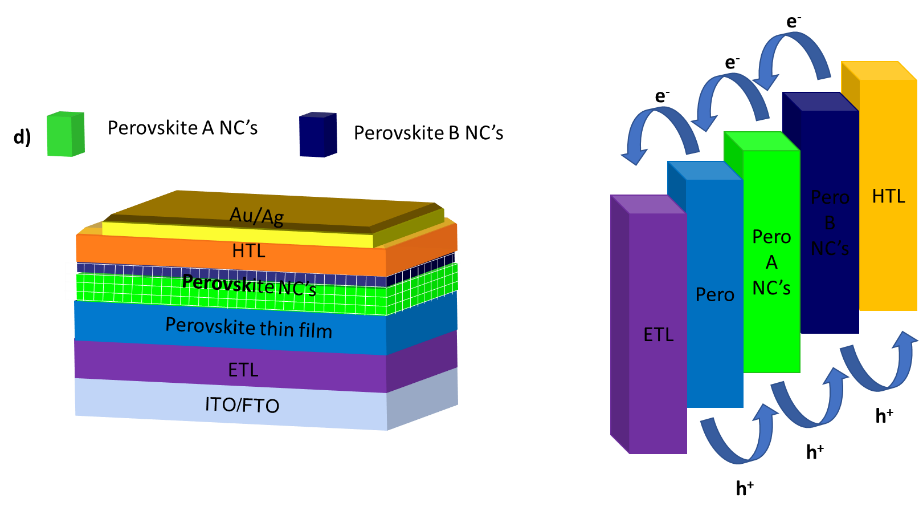 d)
Perovskite A NC's
Perovskite B NC's
Au/Ag
HTL
Perovskite NC's
Perovskite thin film
ETL
ITO/FTO
e-
e-
e-
ETL
Pero
Pero
A
NC's
Pero
B
NC's
HTL
h+
h+
h+